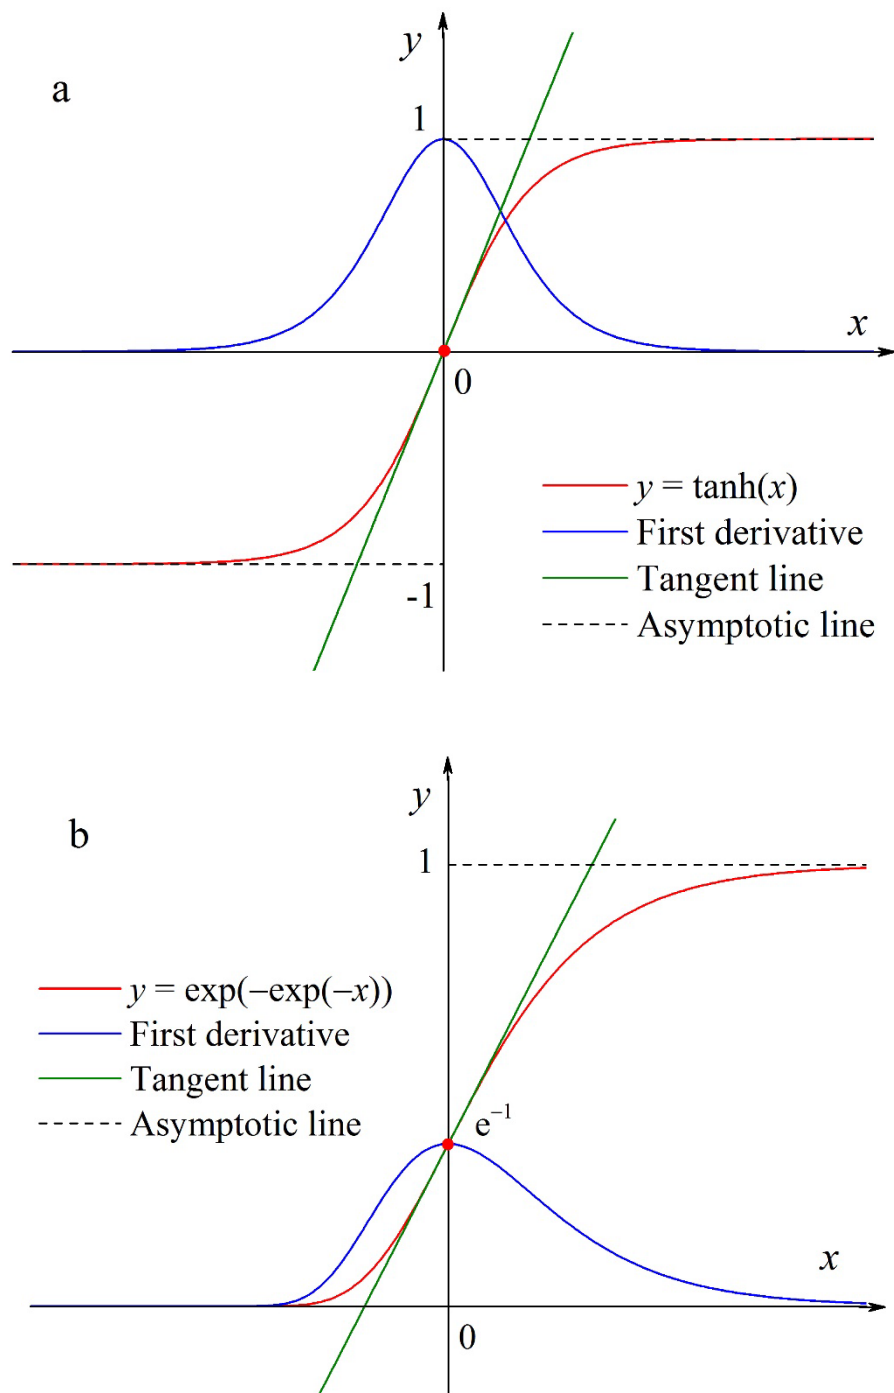 y
a
1
x
0
y = tanh(x)
First derivative
Tangent line
-1
Asymptotic line
y
b
1
y = exp(−exp(−x))
First derivative
Tangent line
Asymptotic line
e⁻¹
x
0